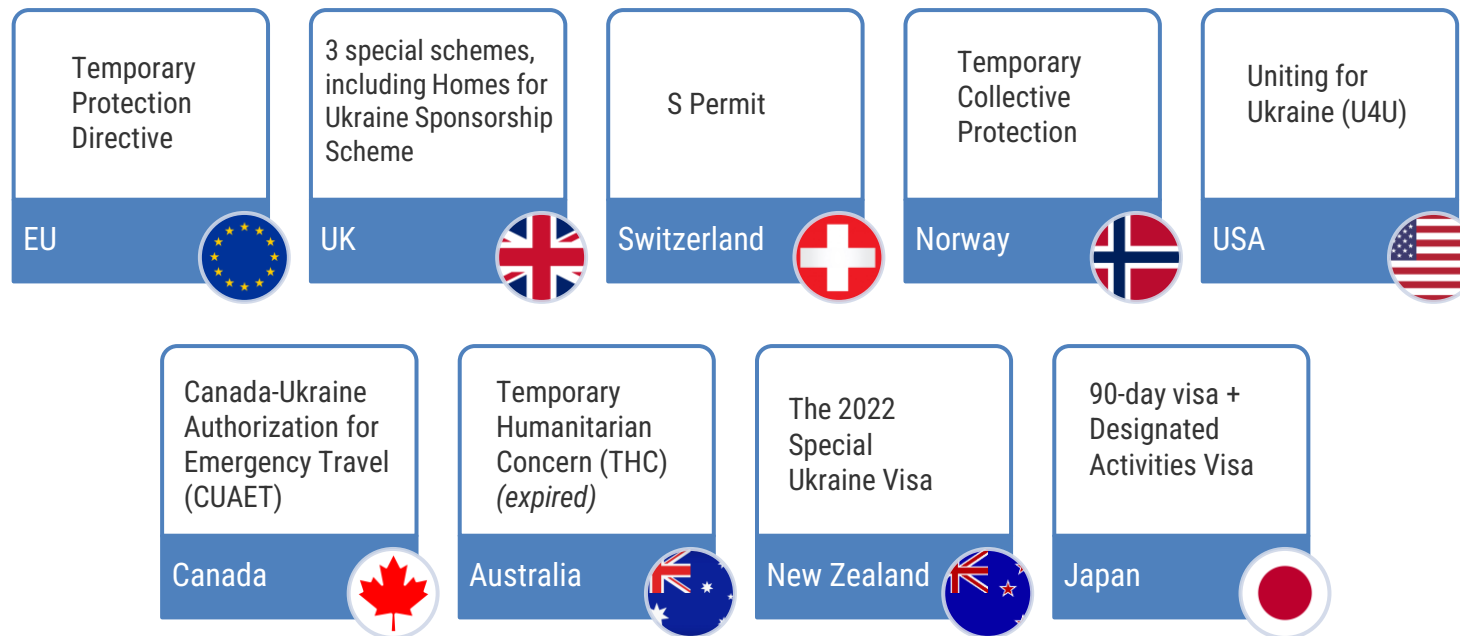 Temporary
Protection
Directive
EU
3 special schemes,
including Homes for
Ukraine Sponsorship
Scheme
UK
S Permit
Switzerland
Temporary
Collective
Protection
Norway
Uniting for
Ukraine (U4U)
USA
Canada-Ukraine
Authorization for
Emergency Travel
(CUAET)
Canada
Temporary
Humanitarian
Concern (THC)
(expired)
Australia
The 2022
Special
Ukraine Visa
New Zealand
90-day visa +
Designated
Activities Visa
Japan